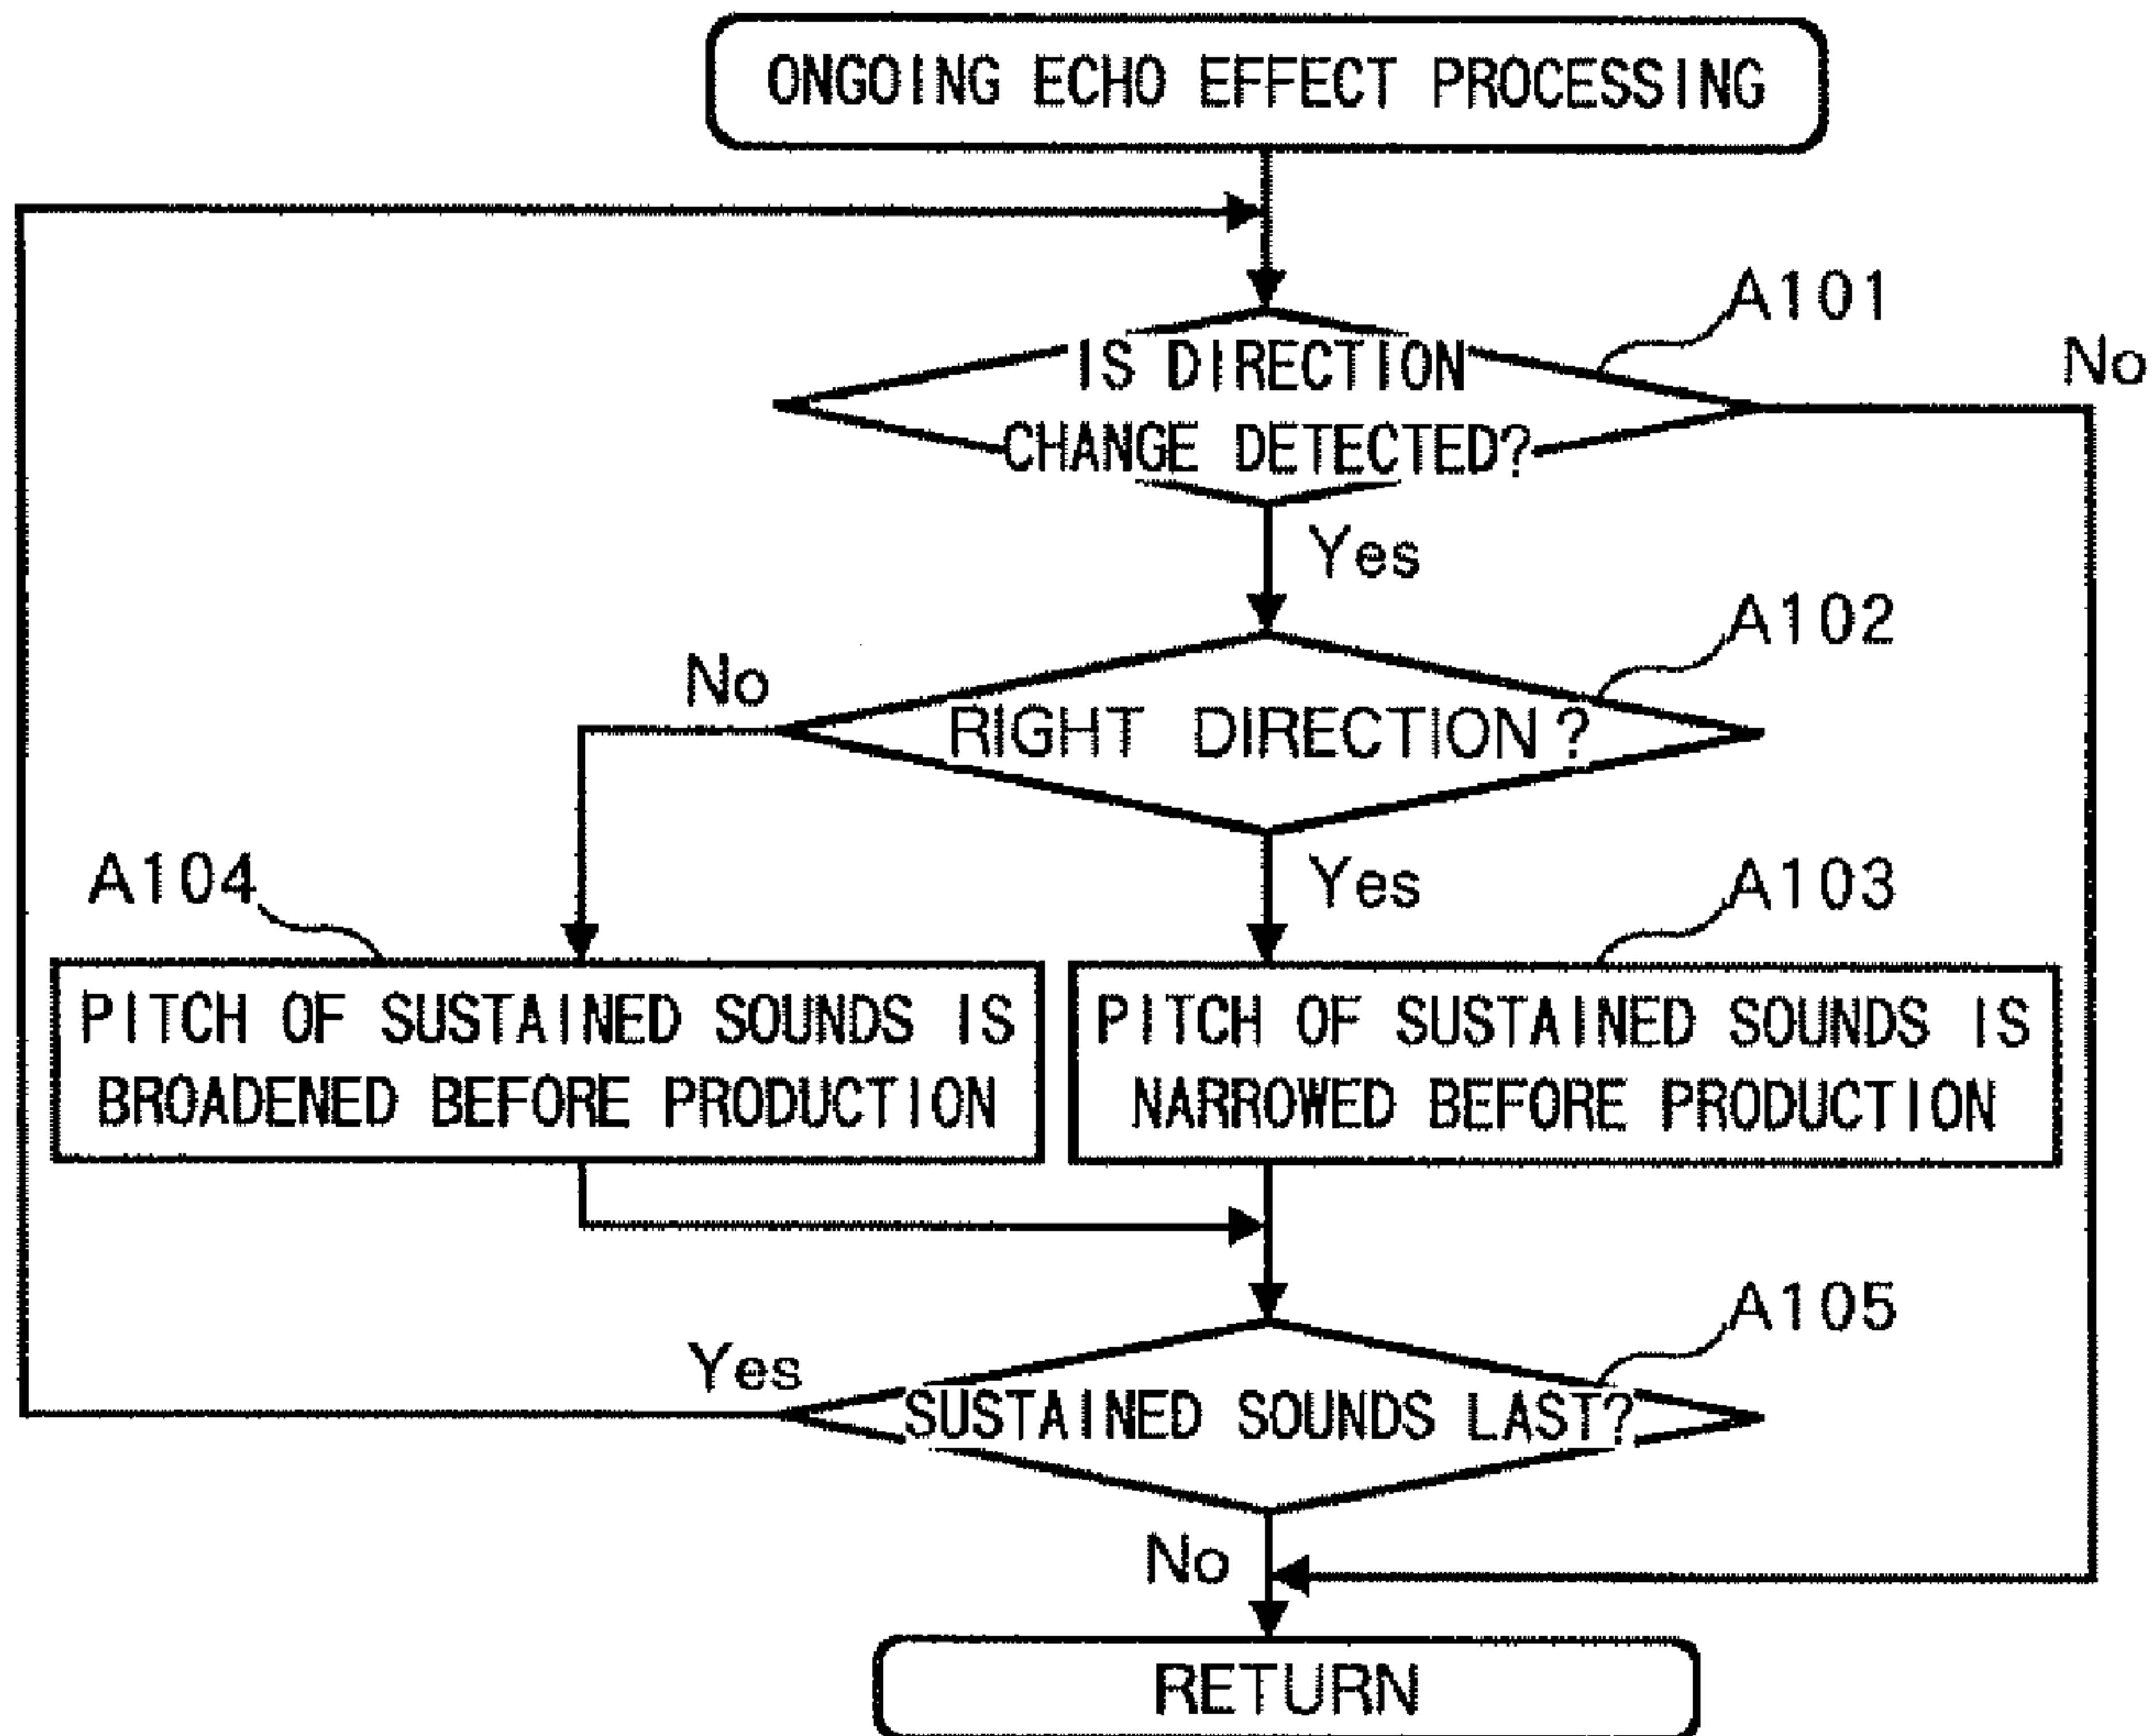 ONGOING ECHO EFFECT PROCESSING
A101
IS DIRECTION
CHANGE DETECTED?
No
Yes
A102
No
RIGHT DIRECTION?
Yes
A104
A103
PITCH OF SUSTAINED SOUNDS IS
BROADENED BEFORE PRODUCTION
PITCH OF SUSTAINED SOUNDS IS
NARROWED BEFORE PRODUCTION
A105
Yes
SUSTAINED SOUNDS LAST?
No
RETURN